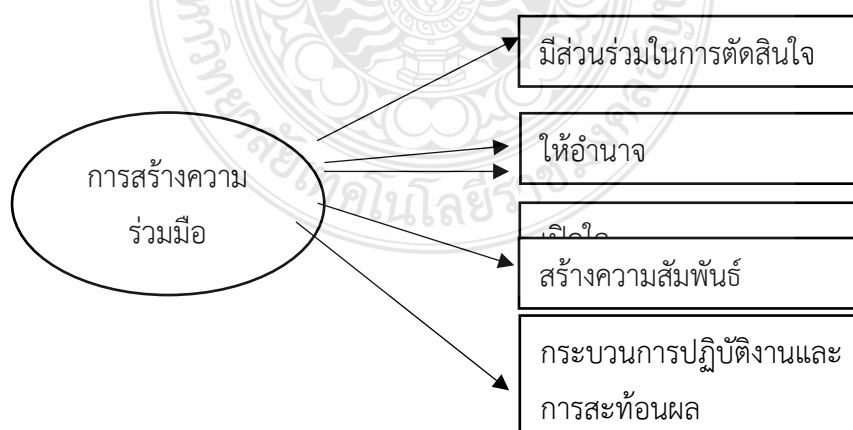 มีส่วนร่วมในการตัดสินใจ
ให้อำนาจ
การสร้างความ
ร่วมมือ
สร้างความสัมพันธ์
กระบวนการปฏิบัติงานและ
การสะท้อนผล